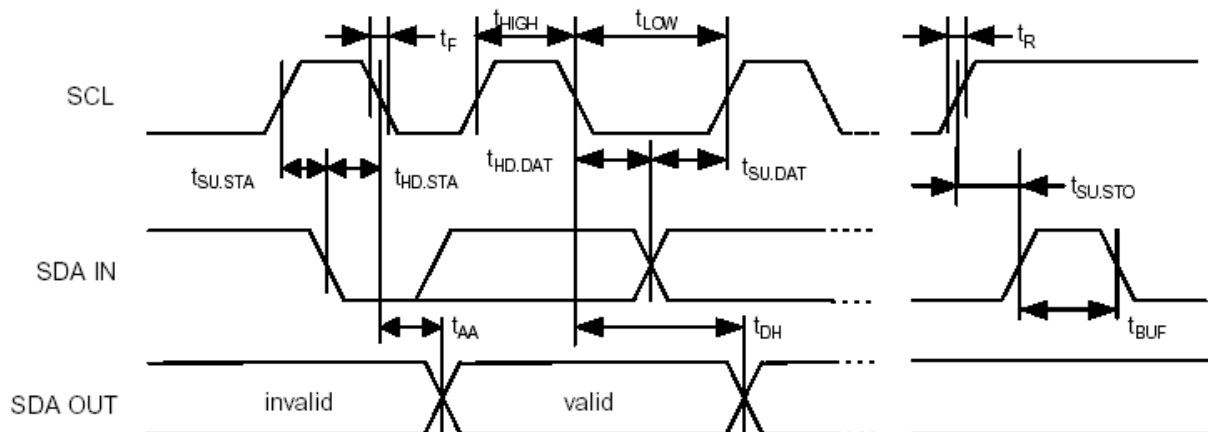 tF
tHIGH
tLOW
tR
SCL
tSU.STA
tHD.STA
tHD.DAT
tSU.DAT
tSU.STO
SDA IN
tAA
tDH
tBUF
SDA OUT
invalid
valid